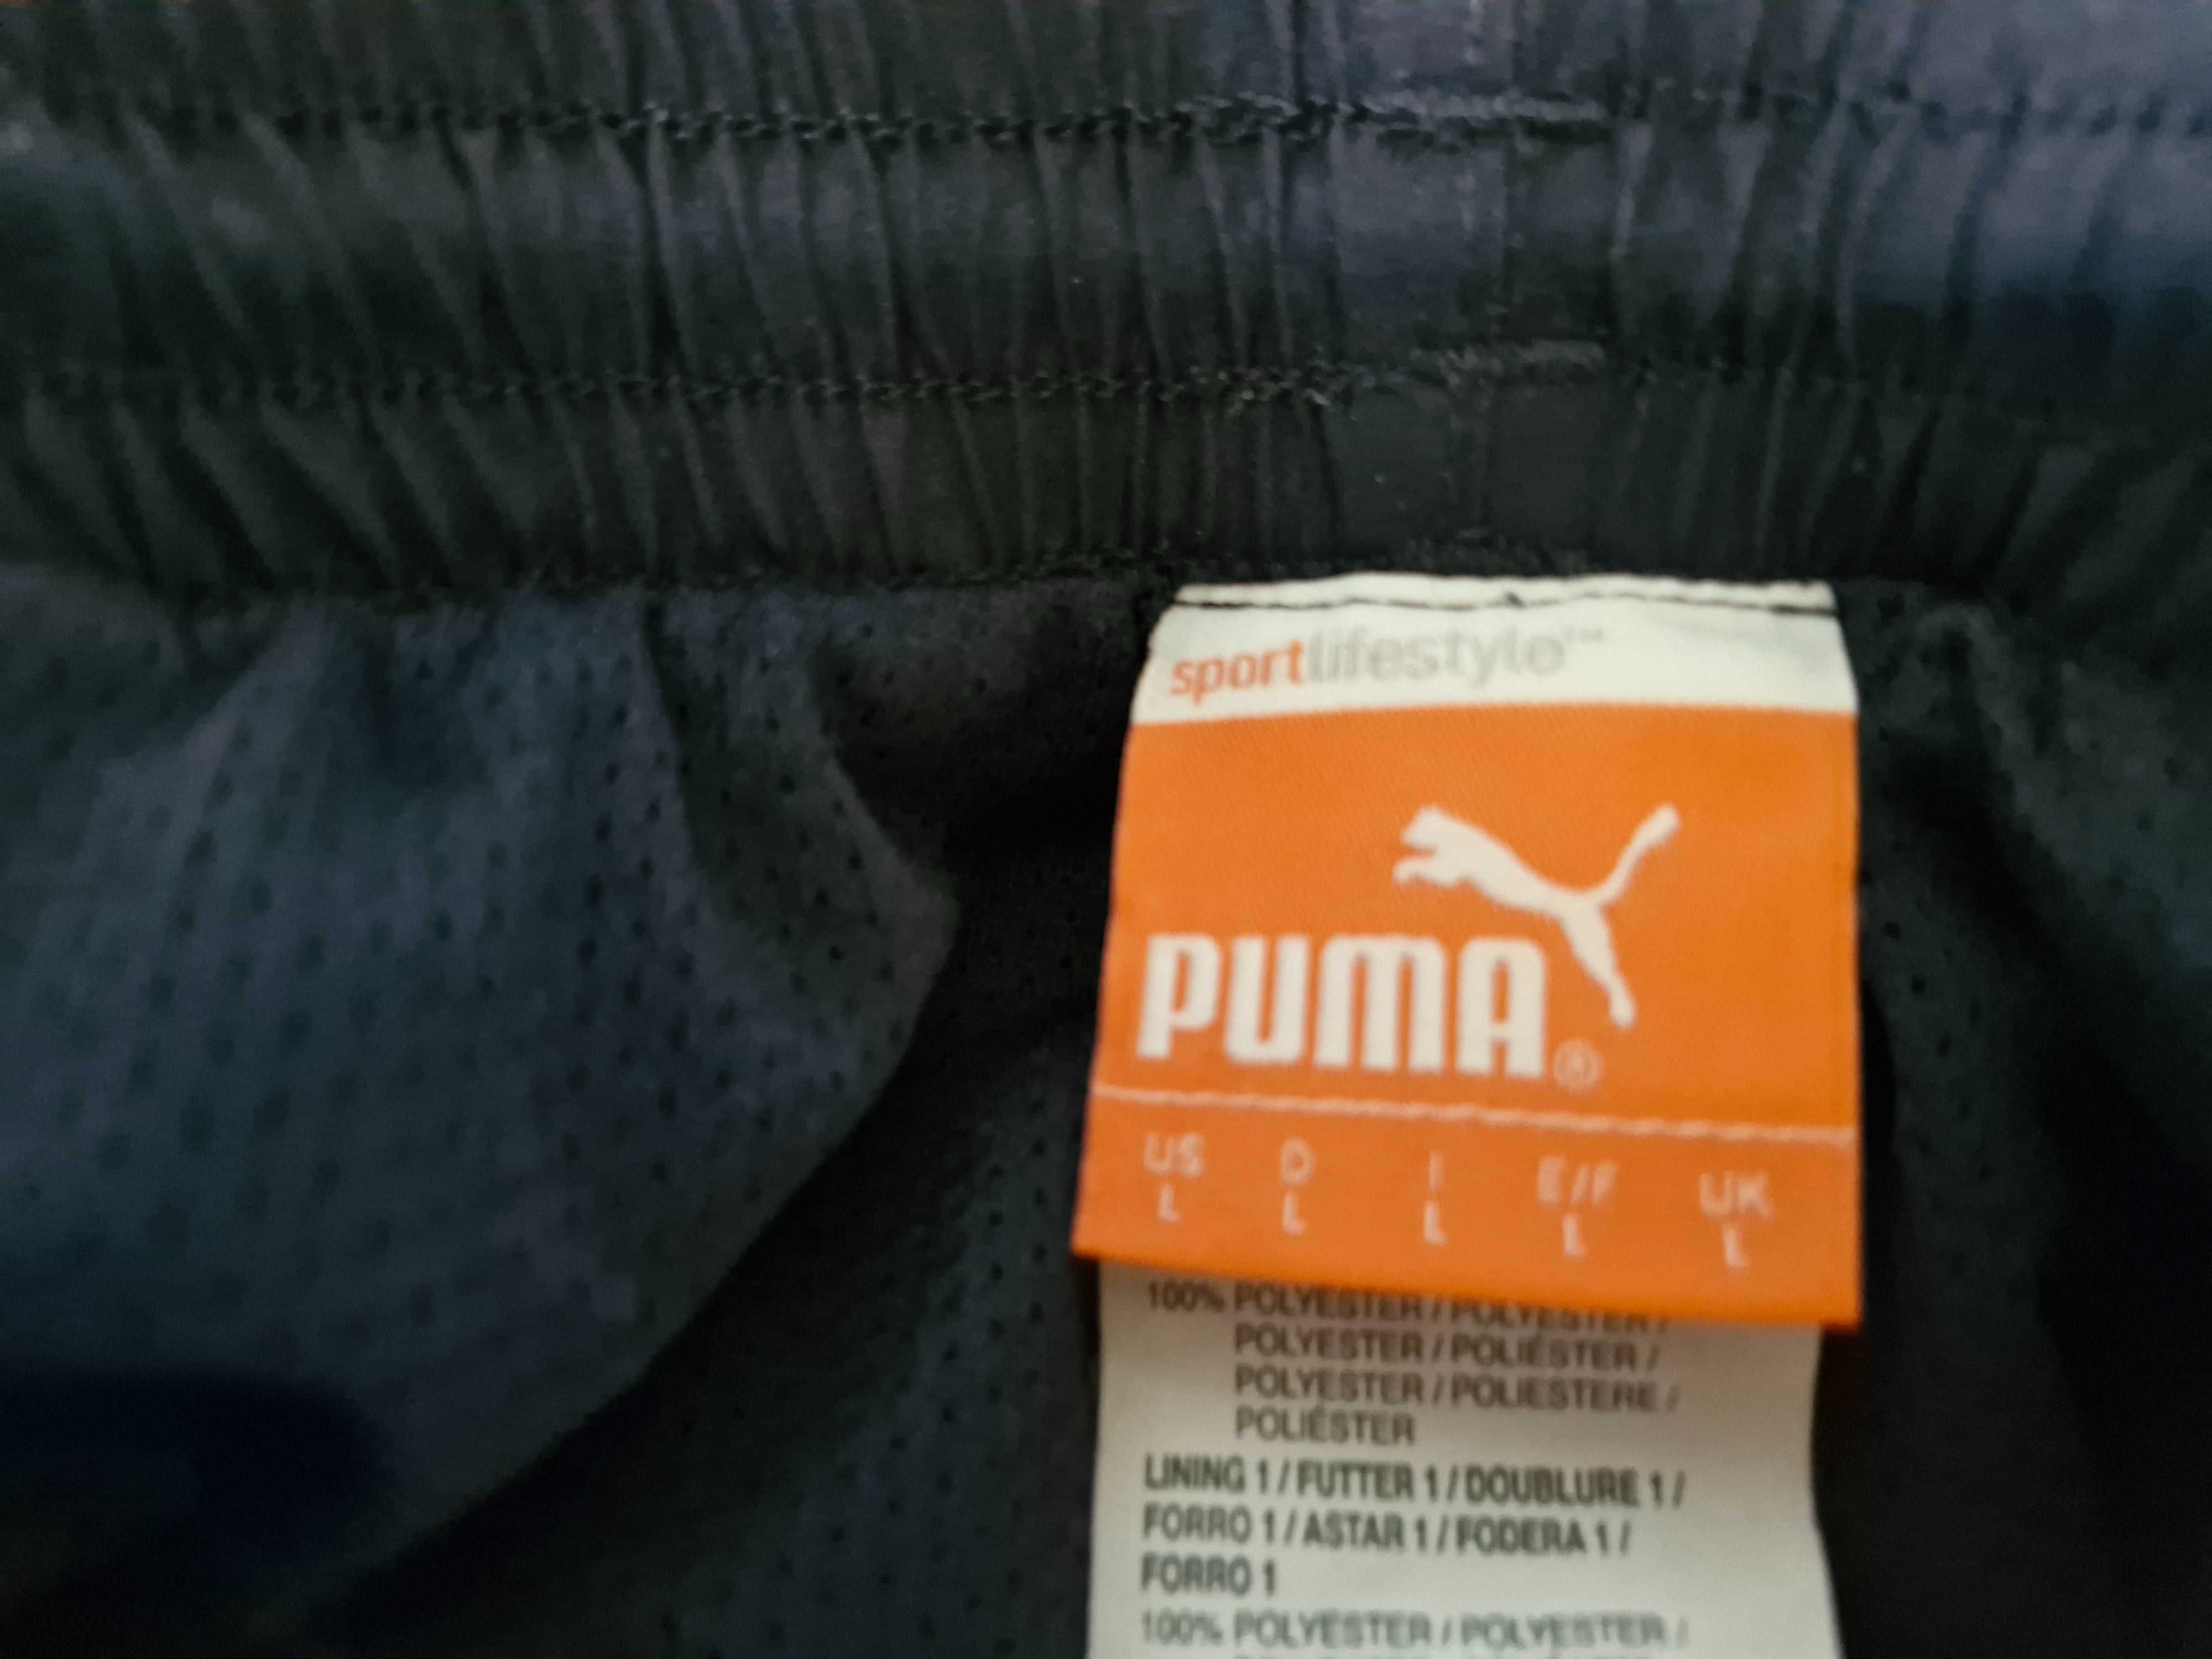 sportlifestyle™
PUMA®
US D I E/F UK
L L L L L
100% POLYESTER / POLYESTER /
POLYESTER / POLIÉSTER /
POLYESTER / POLIESTERE /
POLIÉSTER
LINING 1 / FUTTER 1 / DOUBLURE 1 /
FORRO 1 / ASTAR 1 / FODERA 1 /
FORRO 1
100% POLYESTER / POLYESTER /